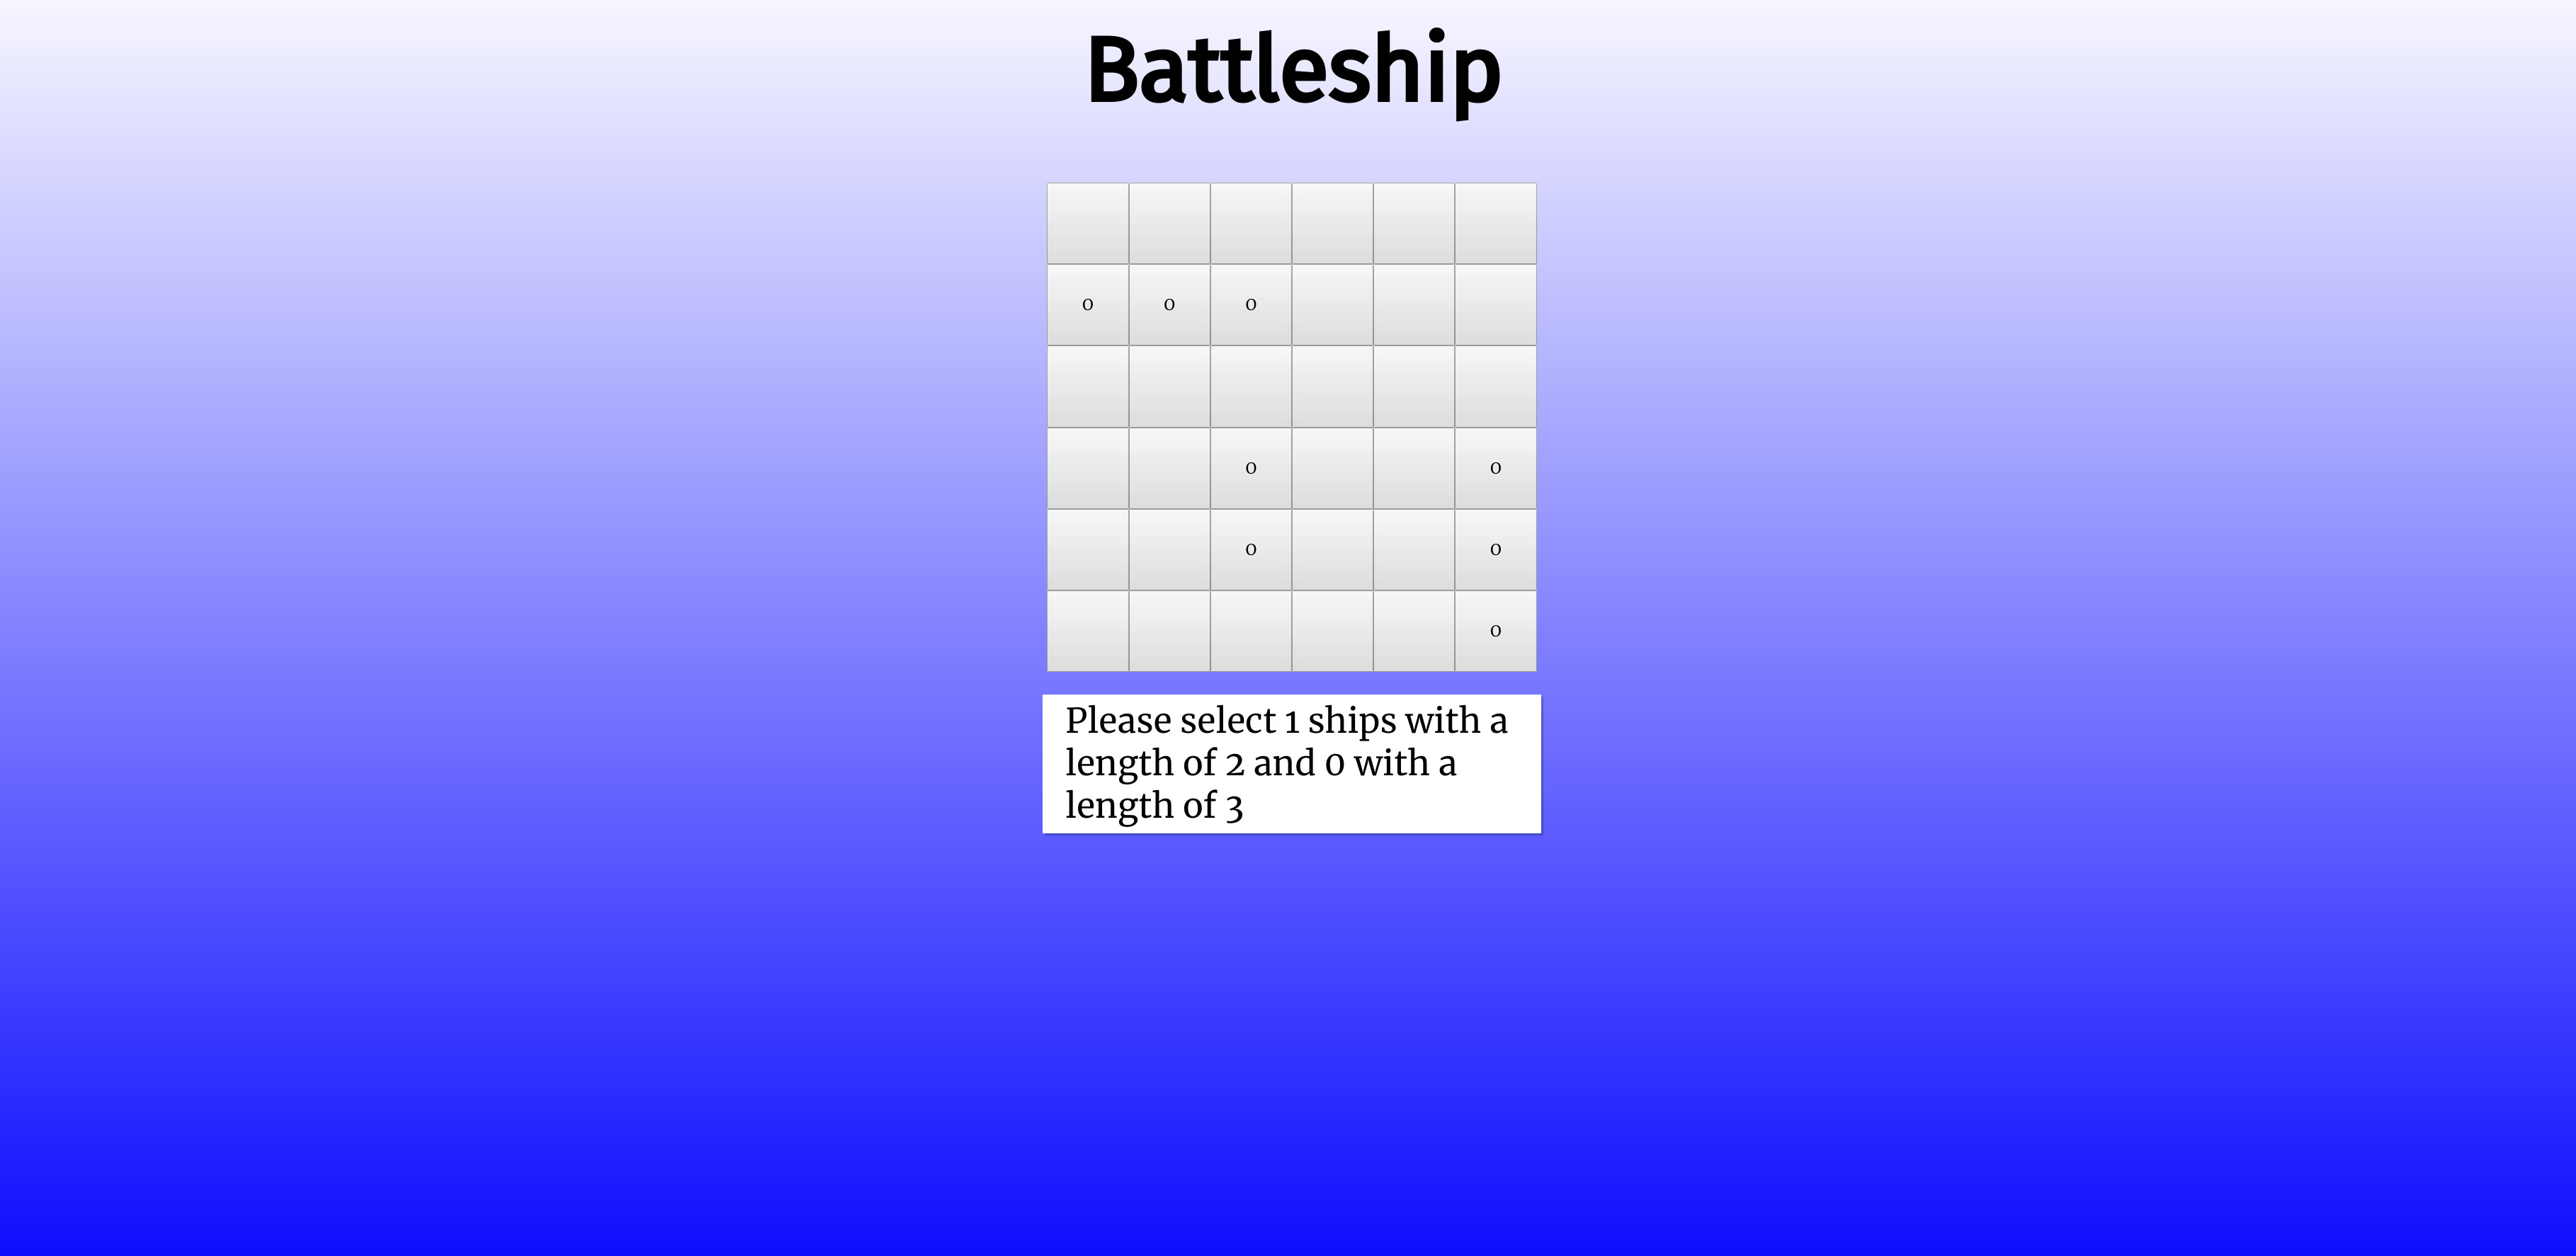 Battleship
o o o
o o
o o
o
Please select 1 ships with a
length of 2 and 0 with a
length of 3